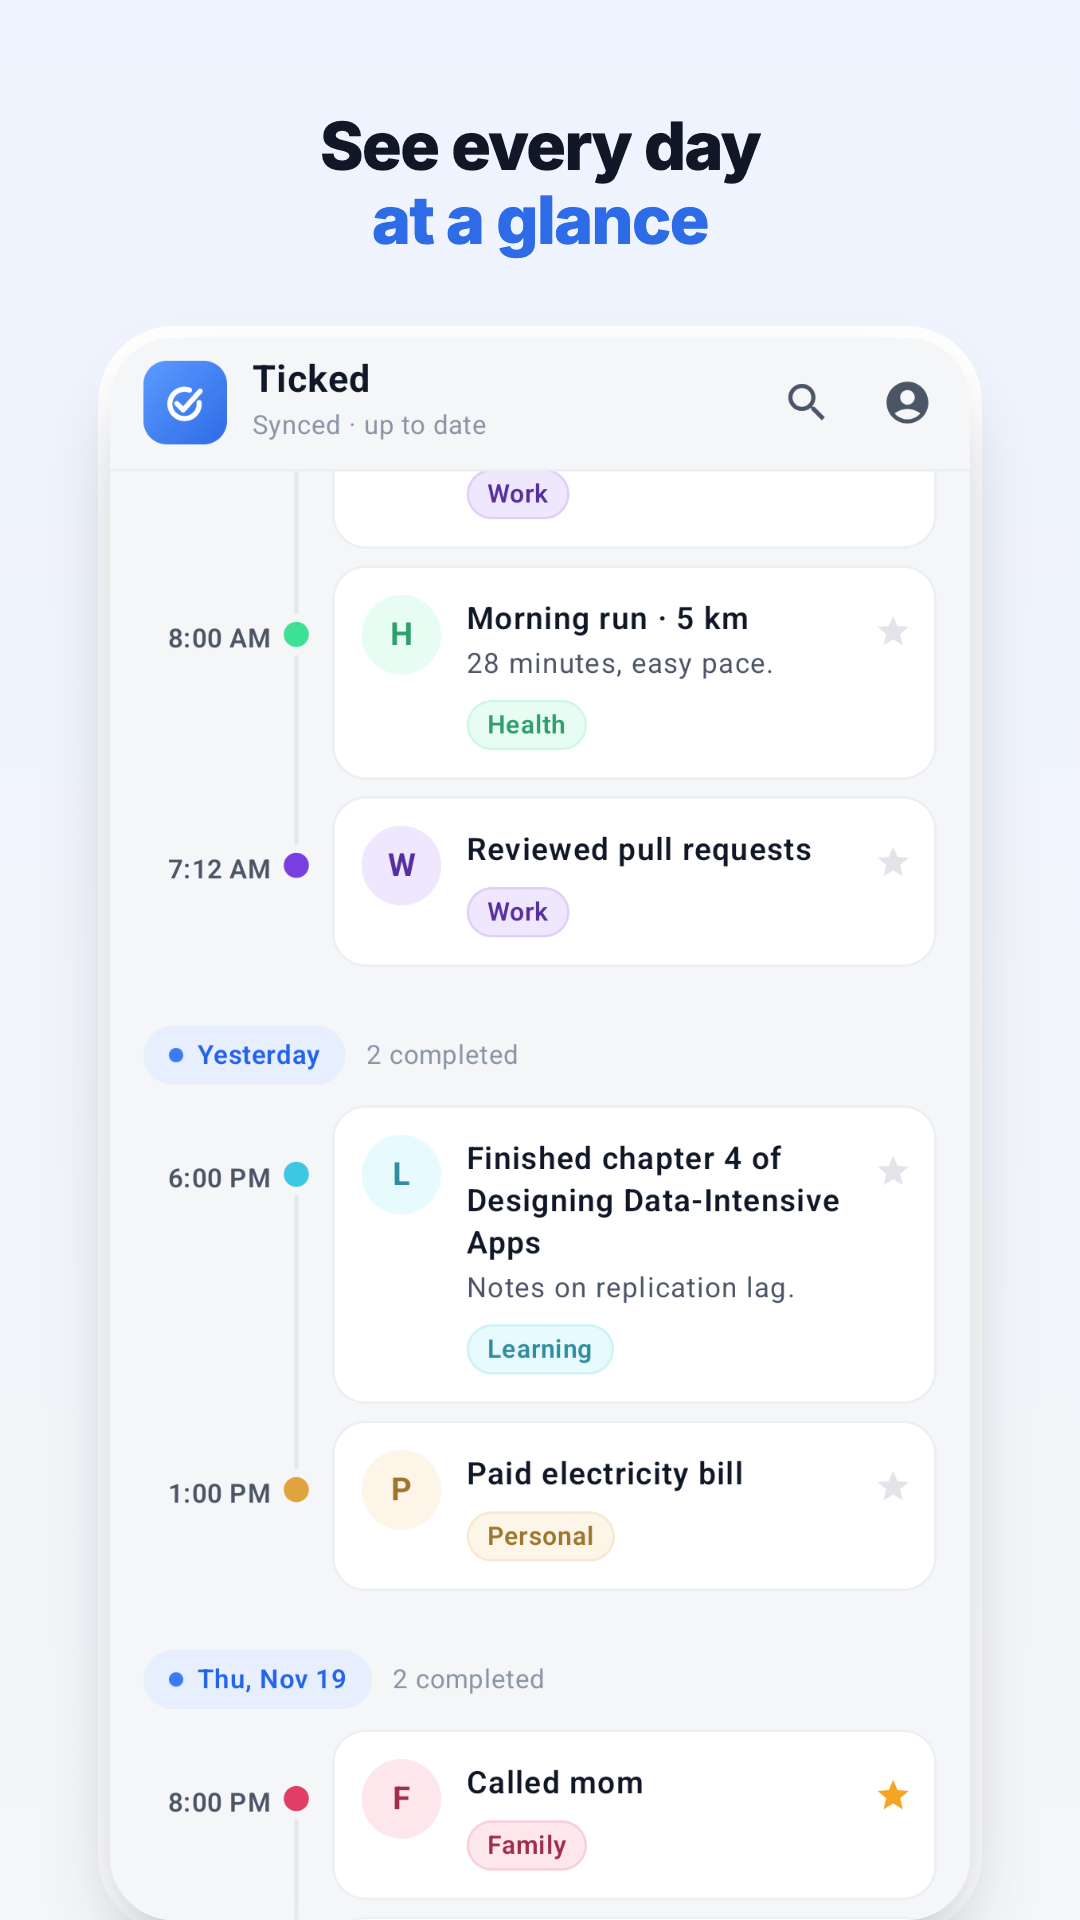 See every day
at a glance
Ticked
Synced · up to date
Work
8:00 AM
H
Morning run · 5 km
28 minutes, easy pace.
Health
7:12 AM
W
Reviewed pull requests
Work
Yesterday
2 completed
6:00 PM
L
Finished chapter 4 of
Designing Data-Intensive
Apps
Notes on replication lag.
Learning
1:00 PM
P
Paid electricity bill
Personal
Thu, Nov 19
2 completed
8:00 PM
F
Called mom
Family